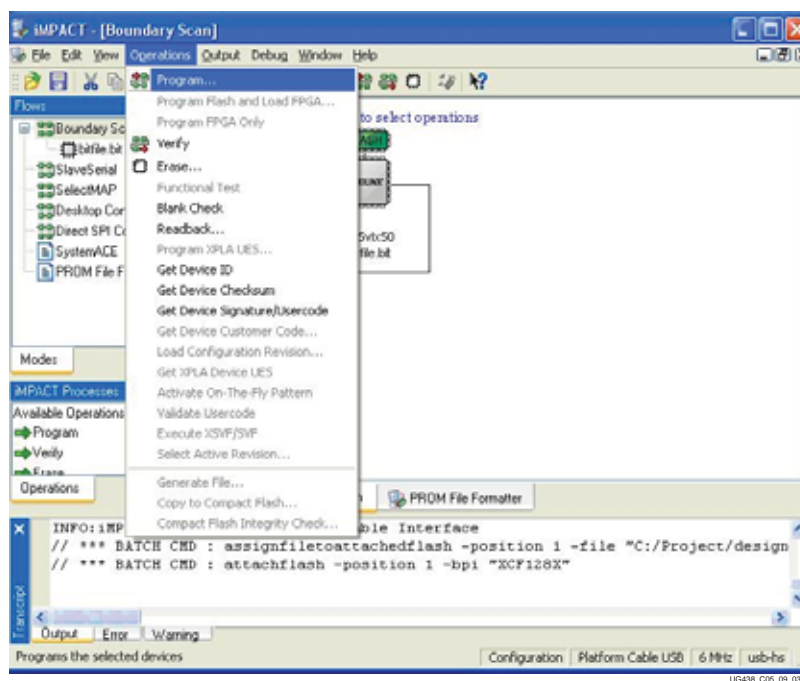 iMPACT - [Boundary Scan]
File Edit View Operations Output Debug Window Help
Flows
Boundary Sc
bitfile.bit
SlaveSerial
SelectMAP
Desktop Cor
Direct SPI Co
SystemACE
PROM File F
Modes
iMPACT Processes
Available Operations
Program
Verify
Erase
Operations
Program...
Program Flash and Load FPGA...
Program FPGA Only
Verify
Erase...
Functional Test
Blank Check
Readback...
Program XPLA UES...
Get Device ID
Get Device Checksum
Get Device Signature/Usercode
Get Device Customer Code...
Load Configuration Revision...
Get XPLA Device UES
Activate On-The-Fly Pattern
Validate Usercode
Execute XSVF/SVF
Select Active Revision...
Generate File...
Copy to Compact Flash...
Compact Flash Integrity Check...
to select operations
5vlx50
file.bit
PROM File Formatter
INFO:iMP ble Interface
// *** BATCH CMD : assignfiletoattachedflash -position 1 -file "C:/Project/design
// *** BATCH CMD : attachflash -position 1 -bpi "XCF128X"
Transcript
Output Error Warning
Programs the selected devices
Configuration Platform Cable USB 6 MHz usb-hs
UG438_C05_09_03